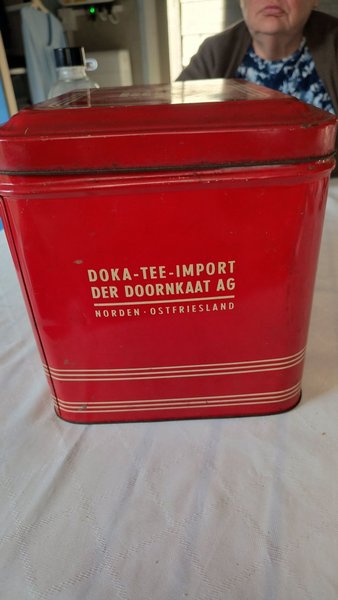 DOKA-TEE-IMPORT
DER DOORNKAAT AG
NORDEN · OSTFRIESLAND